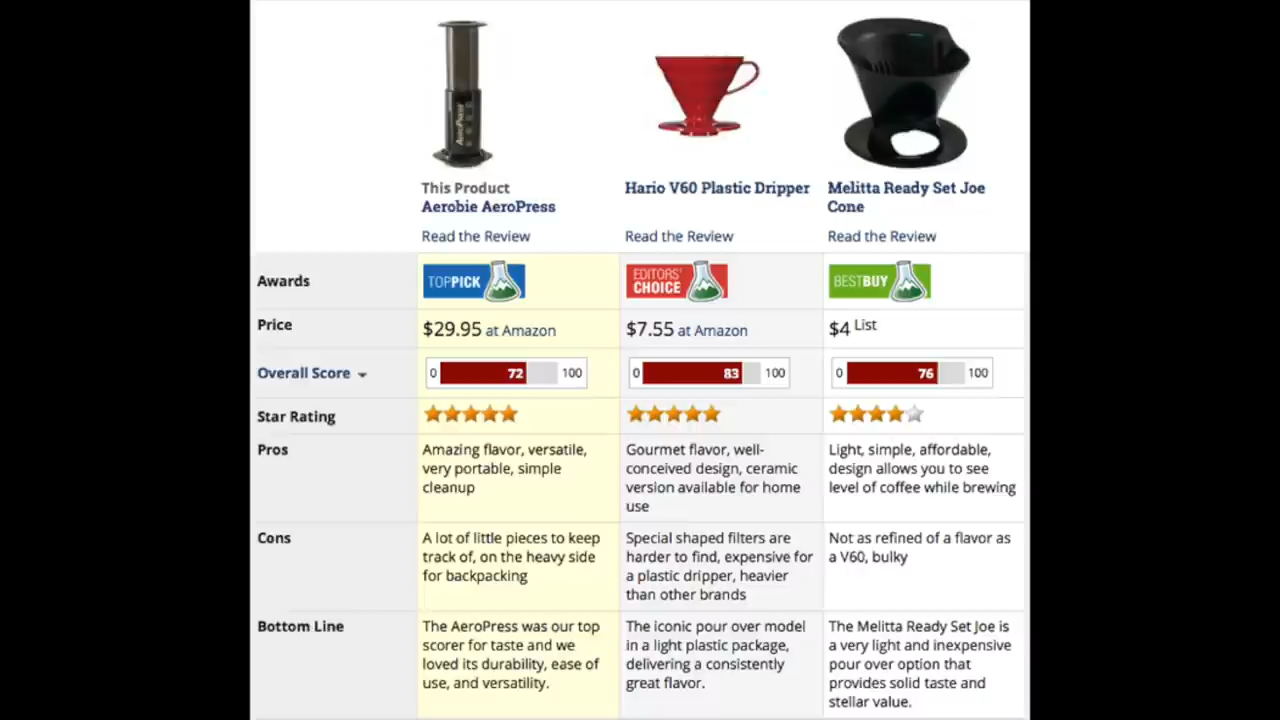 AeroPress
This Product
Aerobie AeroPress
Read the Review
Hario V60 Plastic Dripper
Read the Review
Melitta Ready Set Joe
Cone
Read the Review
Awards
TOPPICK
EDITORS'
CHOICE
BESTBUY
Price
$29.95 at Amazon
$7.55 at Amazon
$4 List
Overall Score
0 72 100
0 83 100
0 76 100
Star Rating
Pros
Amazing flavor, versatile,
very portable, simple
cleanup
Gourmet flavor, well-
conceived design, ceramic
version available for home
use
Light, simple, affordable,
design allows you to see
level of coffee while brewing
Cons
A lot of little pieces to keep
track of, on the heavy side
for backpacking
Special shaped filters are
harder to find, expensive for
a plastic dripper, heavier
than other brands
Not as refined of a flavor as
a V60, bulky
Bottom Line
The AeroPress was our top
scorer for taste and we
loved its durability, ease of
use, and versatility.
The iconic pour over model
in a light plastic package,
delivering a consistently
great flavor.
The Melitta Ready Set Joe is
a very light and inexpensive
pour over option that
provides solid taste and
stellar value.